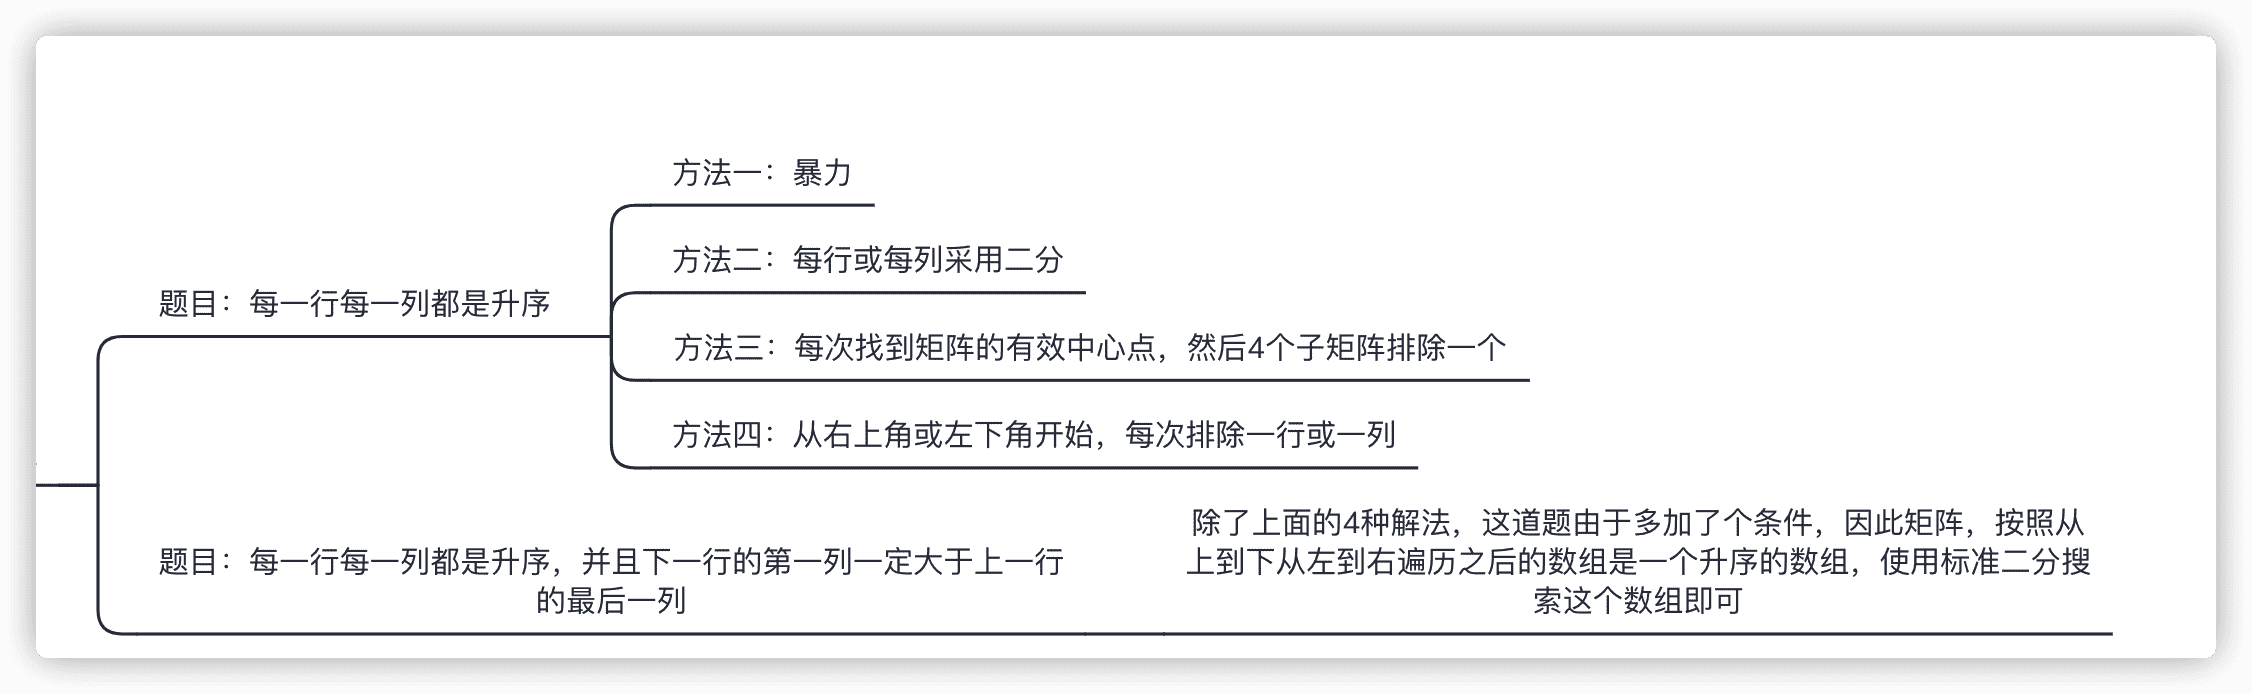 方法一：暴力
方法二：每行或每列采用二分
题目：每一行每一列都是升序
方法三：每次找到矩阵的有效中心点，然后4个子矩阵排除一个
方法四：从右上角或左下角开始，每次排除一行或一列
题目：每一行每一列都是升序，并且下一行的第一列一定大于上一行
的最后一列
除了上面的4种解法，这道题由于多加了个条件，因此矩阵，按照从
上到下从左到右遍历之后的数组是一个升序的数组，使用标准二分搜
索这个数组即可